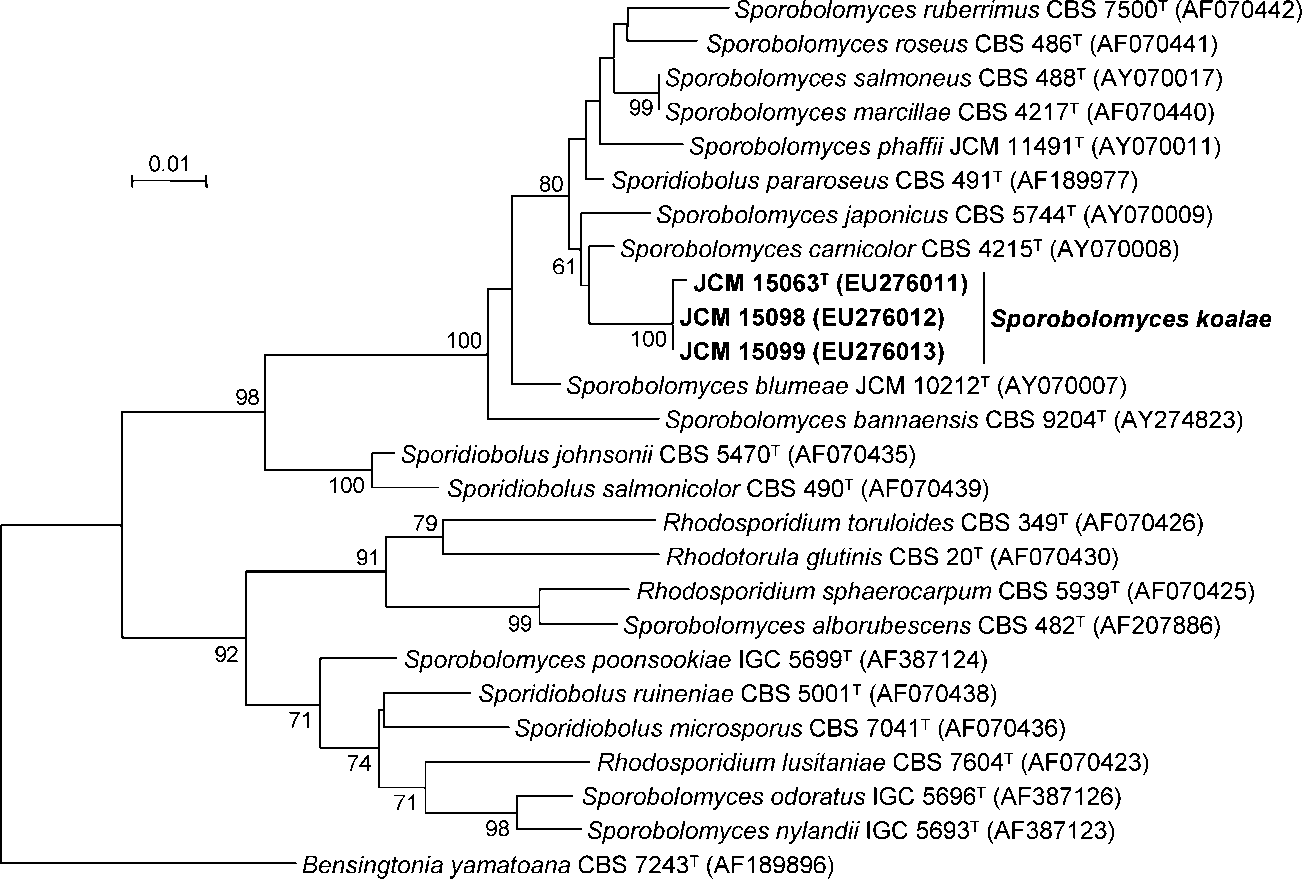 Sporobolomyces ruberrimus CBS 7500ᵀ (AF070442)
Sporobolomyces roseus CBS 486ᵀ (AF070441)
Sporobolomyces salmoneus CBS 488ᵀ (AY070017)
99
Sporobolomyces marcillae CBS 4217ᵀ (AF070440)
Sporobolomyces phaffii JCM 11491ᵀ (AY070011)
0.01
80
Sporidiobolus pararoseus CBS 491ᵀ (AF189977)
Sporobolomyces japonicus CBS 5744ᵀ (AY070009)
Sporobolomyces carnicolor CBS 4215ᵀ (AY070008)
61
JCM 15063ᵀ (EU276011)
JCM 15098 (EU276012)
Sporobolomyces koalae
100
100
JCM 15099 (EU276013)
Sporobolomyces blumeae JCM 10212ᵀ (AY070007)
98
Sporobolomyces bannaensis CBS 9204ᵀ (AY274823)
Sporidiobolus johnsonii CBS 5470ᵀ (AF070435)
100
Sporidiobolus salmonicolor CBS 490ᵀ (AF070439)
79
Rhodosporidium toruloides CBS 349ᵀ (AF070426)
91
Rhodotorula glutinis CBS 20ᵀ (AF070430)
Rhodosporidium sphaerocarpum CBS 5939ᵀ (AF070425)
99
Sporobolomyces alborubescens CBS 482ᵀ (AF207886)
92
Sporobolomyces poonsookiae IGC 5699ᵀ (AF387124)
Sporidiobolus ruineniae CBS 5001ᵀ (AF070438)
71
Sporidiobolus microsporus CBS 7041ᵀ (AF070436)
74
Rhodosporidium lusitaniae CBS 7604ᵀ (AF070423)
71
Sporobolomyces odoratus IGC 5696ᵀ (AF387126)
98
Sporobolomyces nylandii IGC 5693ᵀ (AF387123)
Bensingtonia yamatoana CBS 7243ᵀ (AF189896)